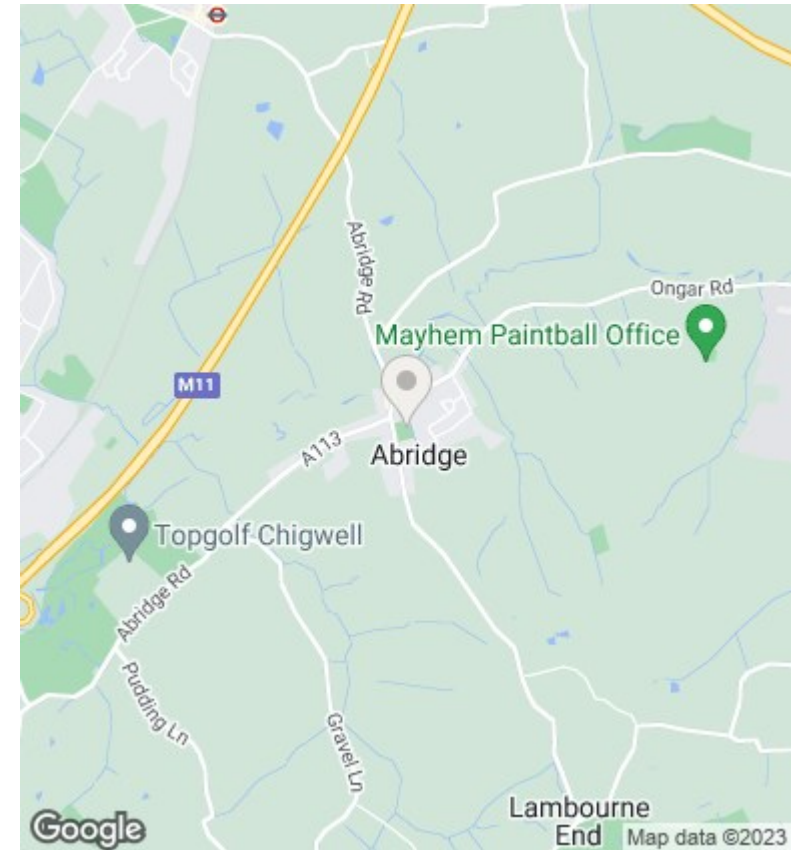 Abridge Rd
Ongar Rd
Mayhem Paintball Office
M11
A113
Abridge
Topgolf Chigwell
Abridge Rd
Pudding Ln
Gravel Ln
Lambourne
End
Google
Map data ©2023